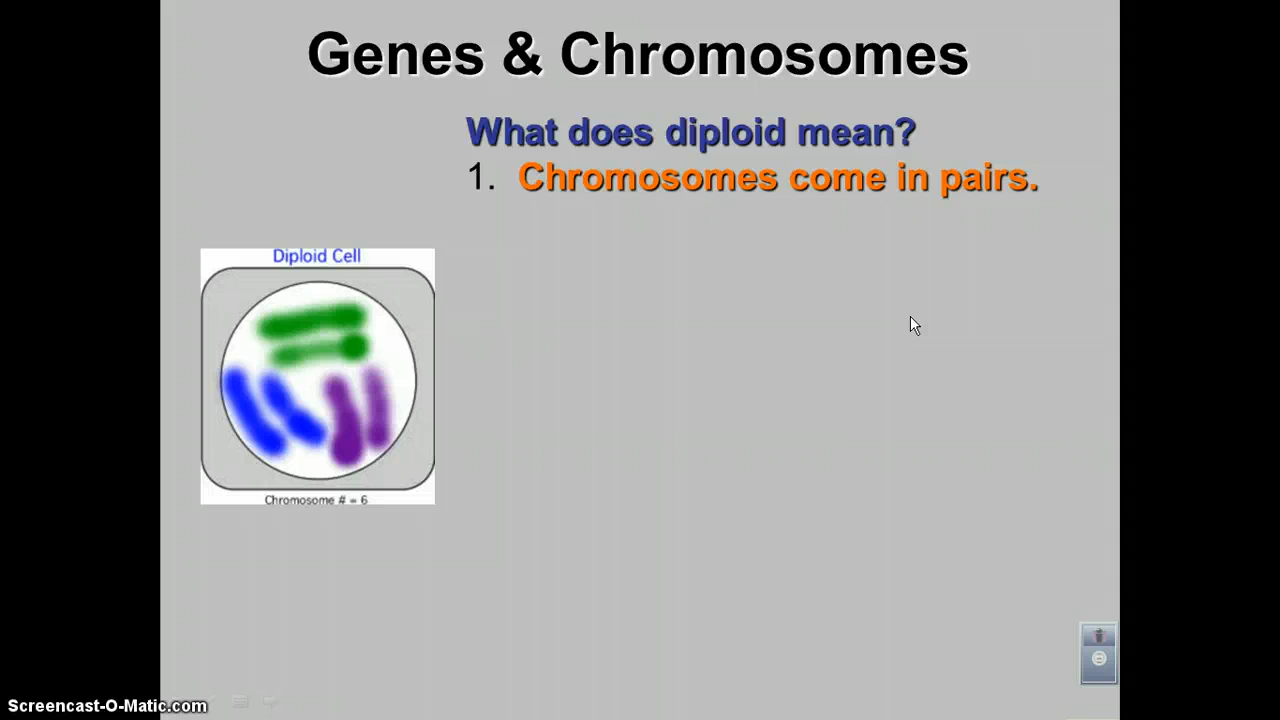 Genes & Chromosomes
What does diploid mean?
1. Chromosomes come in pairs.
Diploid Cell
Chromosome # = 6
Screencast-O-Matic.com